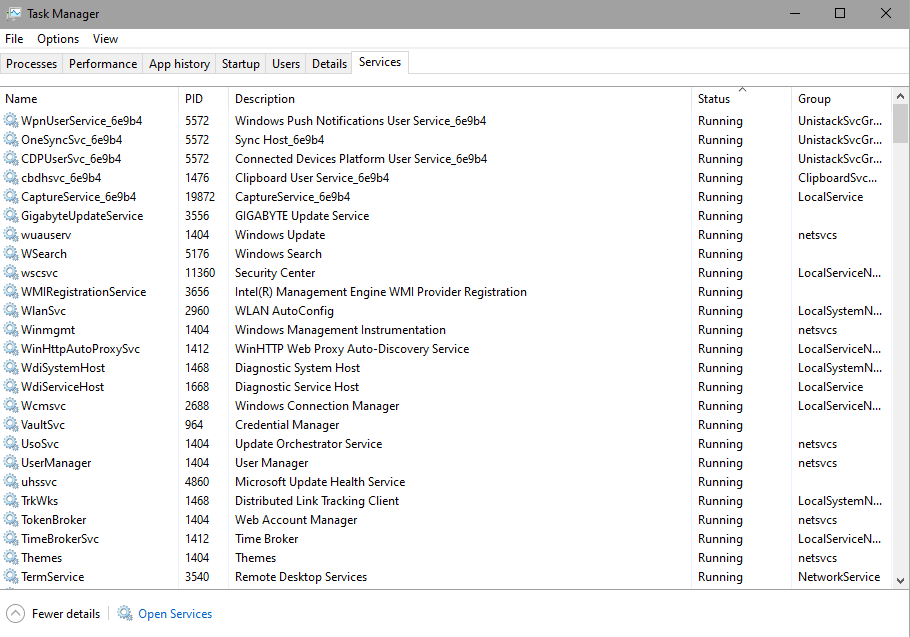 Task Manager
File Options View
Processes Performance App history Startup Users Details Services
Name PID Description Status Group
WpnUserService_6e9b4 5572 Windows Push Notifications User Service_6e9b4 Running UnistackSvcGr...
OneSyncSvc_6e9b4 5572 Sync Host_6e9b4 Running UnistackSvcGr...
CDPUserSvc_6e9b4 5572 Connected Devices Platform User Service_6e9b4 Running UnistackSvcGr...
cbdhsvc_6e9b4 1476 Clipboard User Service_6e9b4 Running ClipboardSvc...
CaptureService_6e9b4 19872 CaptureService_6e9b4 Running LocalService
GigabyteUpdateService 3556 GIGABYTE Update Service Running
wuauserv 1404 Windows Update Running netsvcs
WSearch 5176 Windows Search Running
wscsvc 11360 Security Center Running LocalServiceN...
WMIRegistrationService 3656 Intel(R) Management Engine WMI Provider Registration Running
WlanSvc 2960 WLAN AutoConfig Running LocalSystemN...
Winmgmt 1404 Windows Management Instrumentation Running netsvcs
WinHttpAutoProxySvc 1412 WinHTTP Web Proxy Auto-Discovery Service Running LocalServiceN...
WdiSystemHost 1468 Diagnostic System Host Running LocalSystemN...
WdiServiceHost 1668 Diagnostic Service Host Running LocalService
Wcmsvc 2688 Windows Connection Manager Running LocalServiceN...
VaultSvc 964 Credential Manager Running
UsoSvc 1404 Update Orchestrator Service Running netsvcs
UserManager 1404 User Manager Running netsvcs
uhssvc 4860 Microsoft Update Health Service Running
TrkWks 1468 Distributed Link Tracking Client Running LocalSystemN...
TokenBroker 1404 Web Account Manager Running netsvcs
TimeBrokerSvc 1412 Time Broker Running LocalServiceN...
Themes 1404 Themes Running netsvcs
TermService 3540 Remote Desktop Services Running NetworkService
Fewer details Open Services